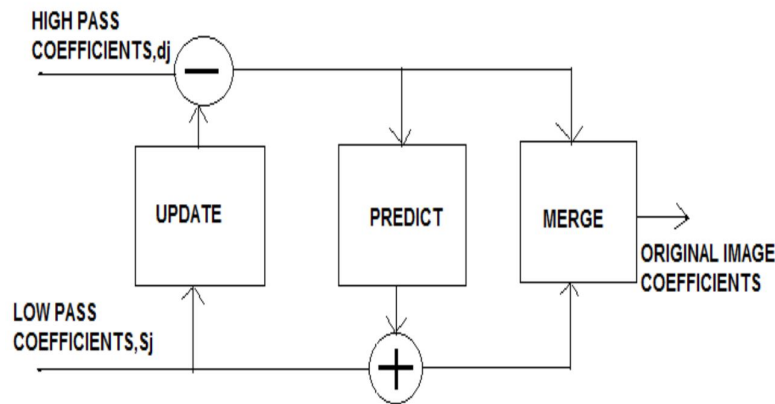 HIGH PASS
COEFFICIENTS,dj
UPDATE
PREDICT
MERGE
ORIGINAL IMAGE
COEFFICIENTS
LOW PASS
COEFFICIENTS,Sj